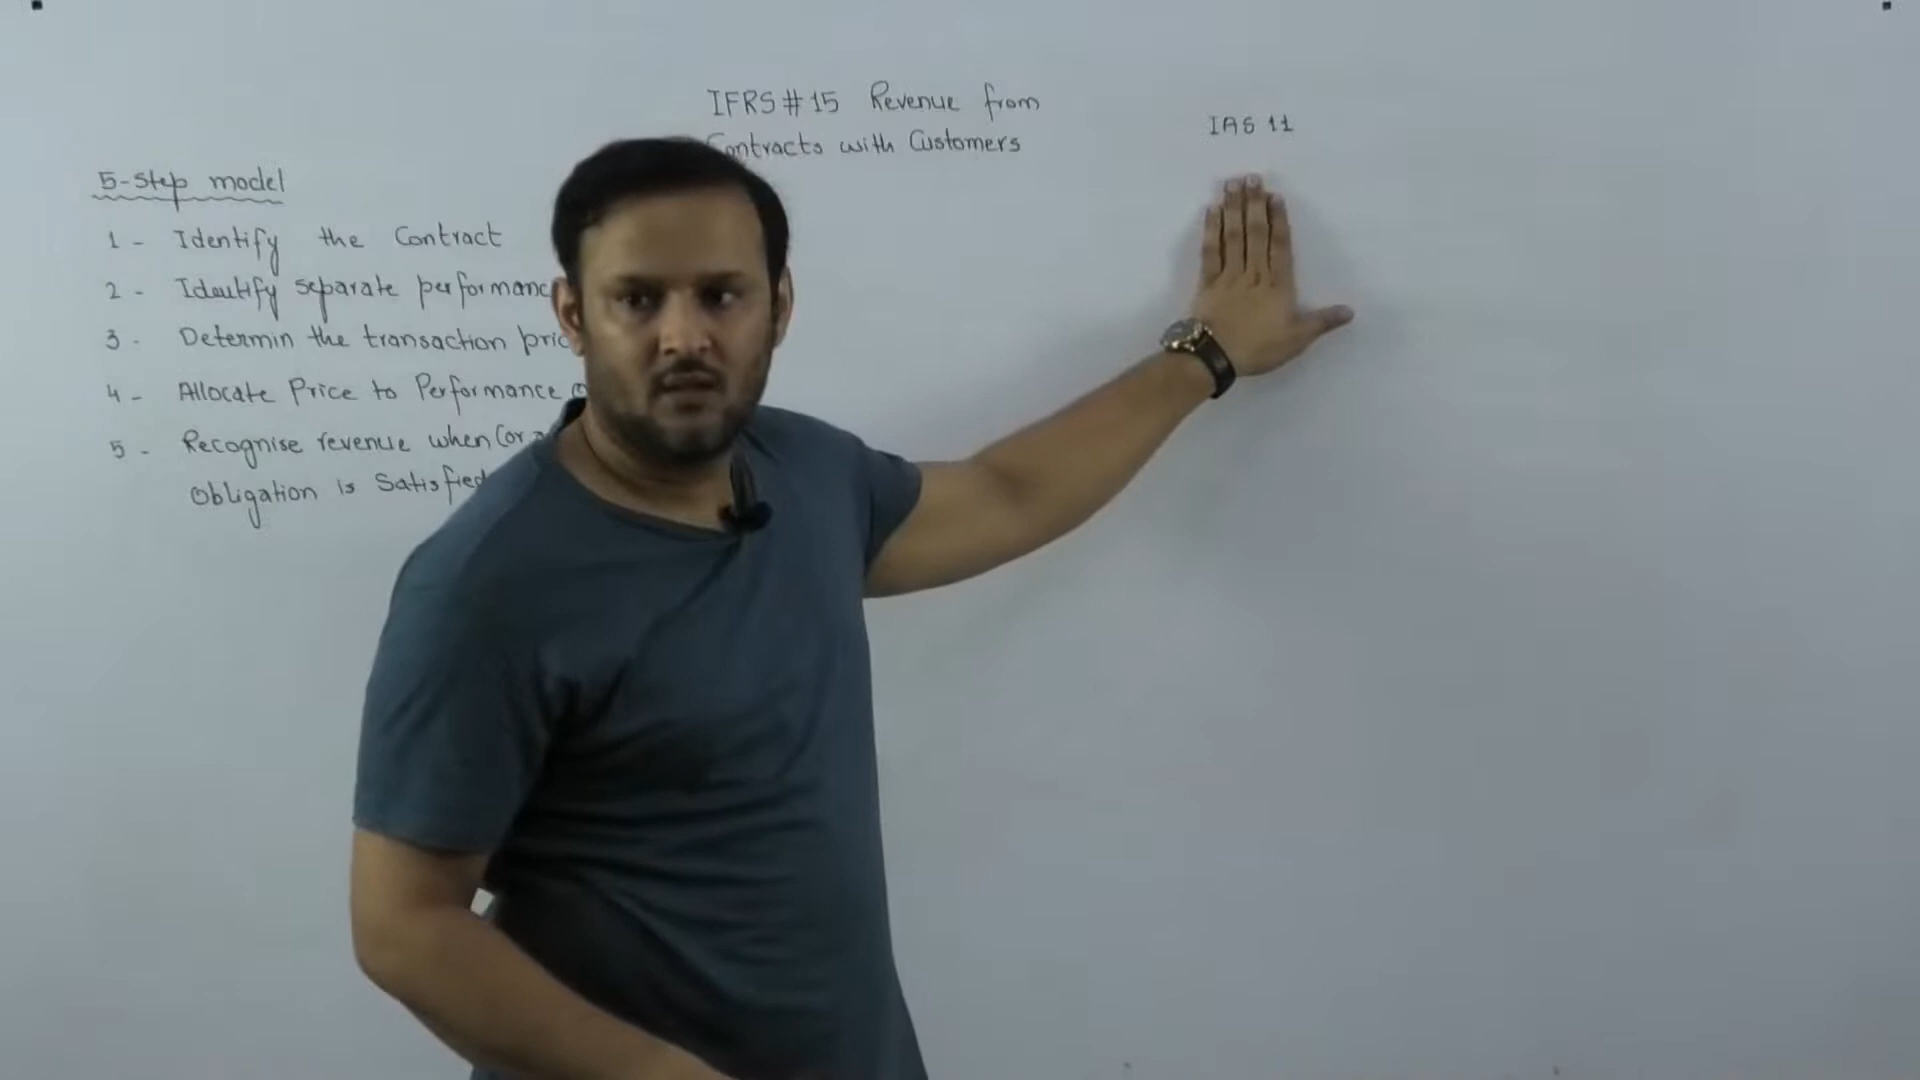 IFRS # 15 Revenue from
Contracts with Customers
IAS 11
5-Step model
1 - Identify the Contract
2 - Identify separate performanc
3 - Determin the transaction pric
4 - Allocate Price to Performance o
5 - Recognise revenue when (or a
Obligation is Satisfied